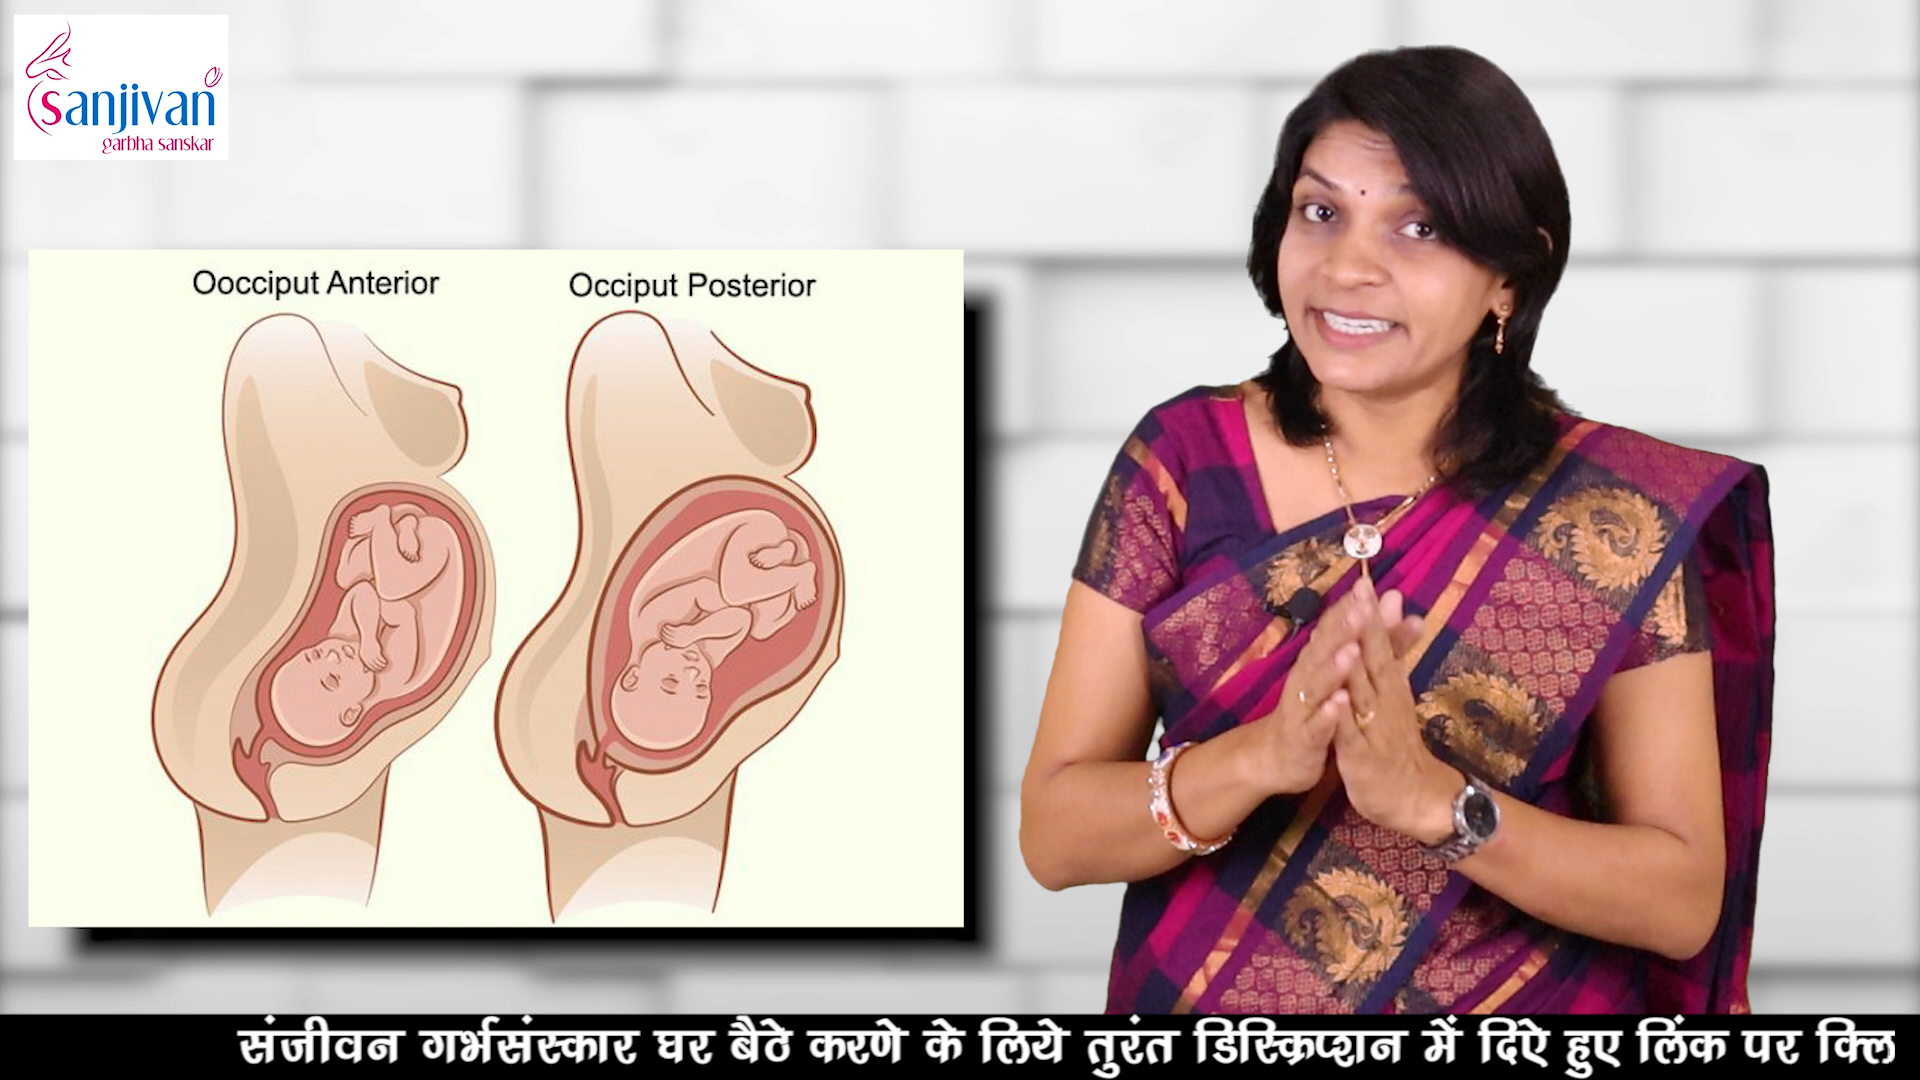 sanjivan
garbha sanskar
Oocciput Anterior
Occiput Posterior
संजीवन गर्भसंस्कार घर बैठे करणे के लिये तुरंत डिस्क्रिप्शन में दिऐ हुए लिंक पर क्लि